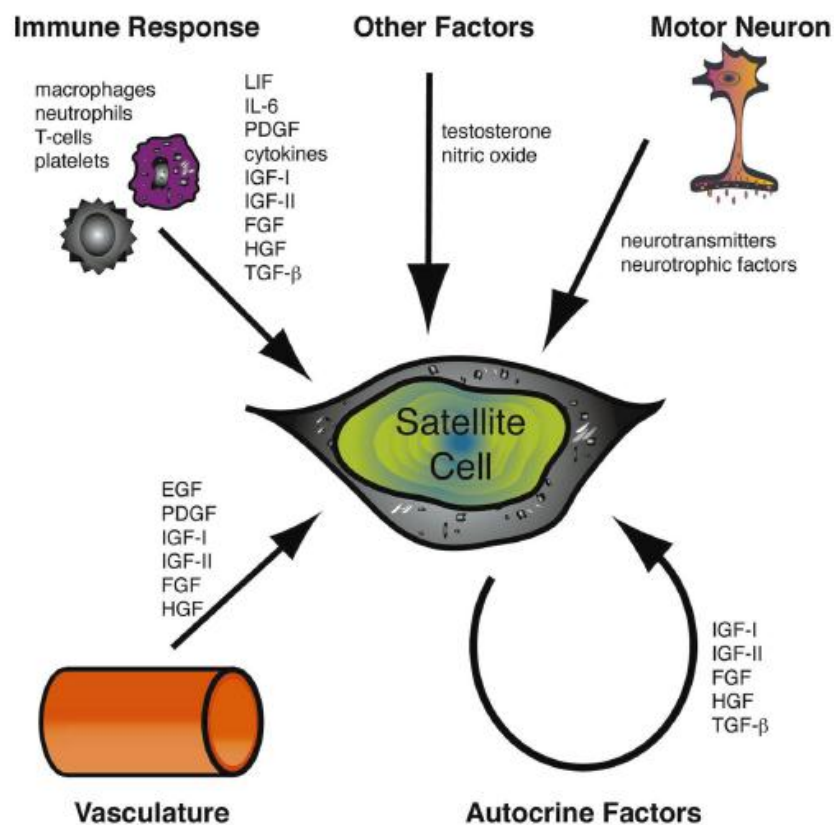 Immune Response
macrophages
neutrophils
T-cells
platelets
LIF
IL-6
PDGF
cytokines
IGF-I
IGF-II
FGF
HGF
TGF-β
Other Factors
testosterone
nitric oxide
Motor Neuron
neurotransmitters
neurotrophic factors
Satellite
Cell
EGF
PDGF
IGF-I
IGF-II
FGF
HGF
Vasculature
IGF-I
IGF-II
FGF
HGF
TGF-β
Autocrine Factors